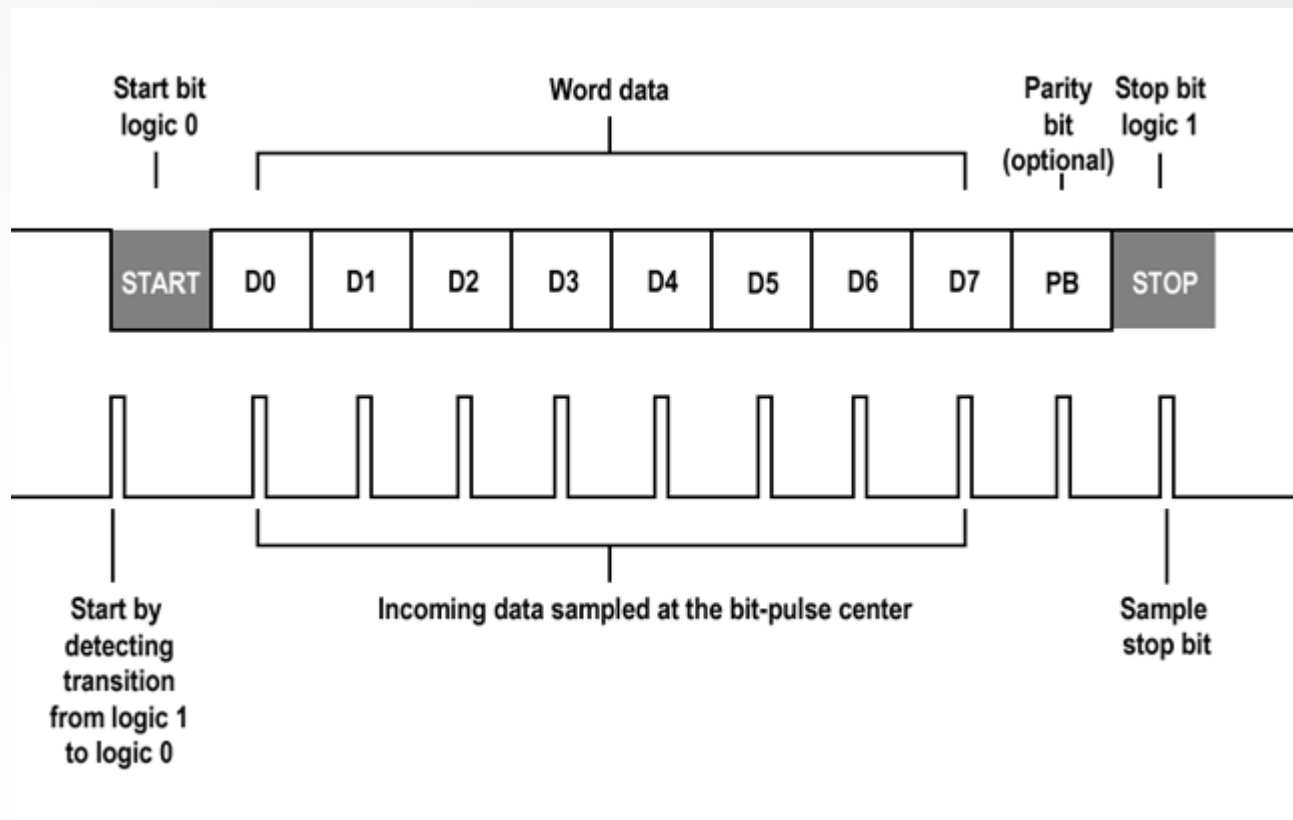 Start bit
logic 0
Word data
Parity
bit
(optional)
Stop bit
logic 1
START D0 D1 D2 D3 D4 D5 D6 D7 PB STOP
Start by
detecting
transition
from logic 1
to logic 0
Incoming data sampled at the bit-pulse center
Sample
stop bit